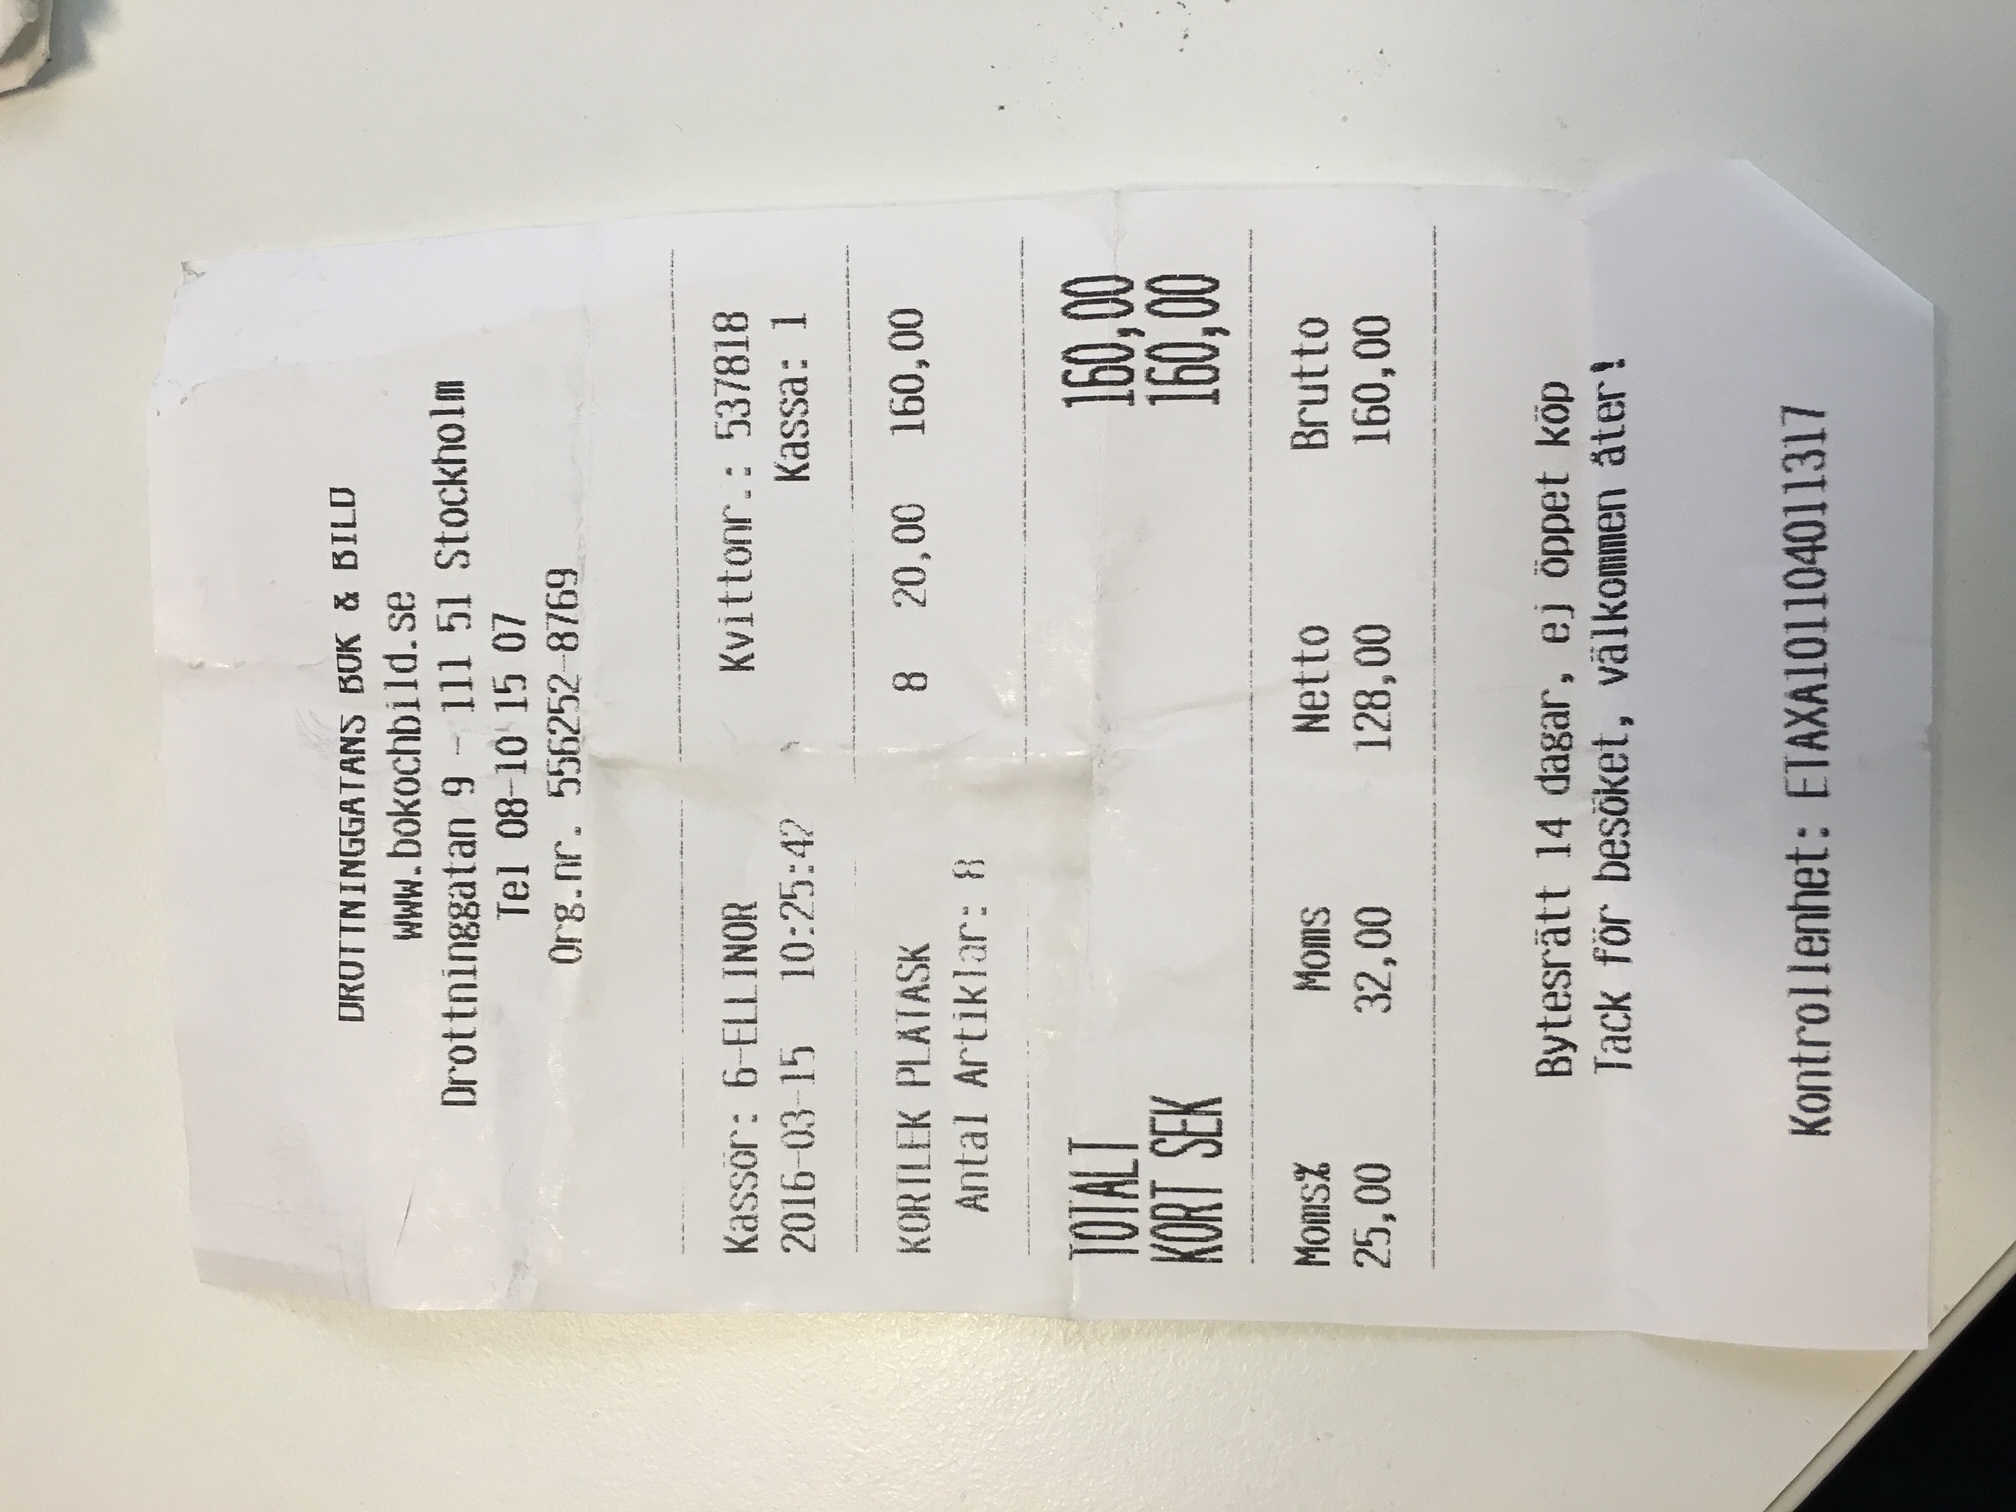 DROTTNINGGATANS BOK & BILD
www.bokochbild.se
Drottninggatan 9 - 111 51 Stockholm
Tel 08-10 15 07
Org.nr. 556252-8769
Kassör: 6-ELLINOR Kvittonr.: 537818
2016-03-15 10:25:42 Kassa: 1
KORTLEK PLÅTASK 8 20,00 160,00
Antal Artiklar: 8
TOTALT 160,00
KORT SEK 160,00
Moms% Moms Netto Brutto
25,00 32,00 128,00 160,00
Bytesrätt 14 dagar, ej öppet köp
Tack för besöket, välkommen åter!
Kontrollenhet: ETAXA101104011317